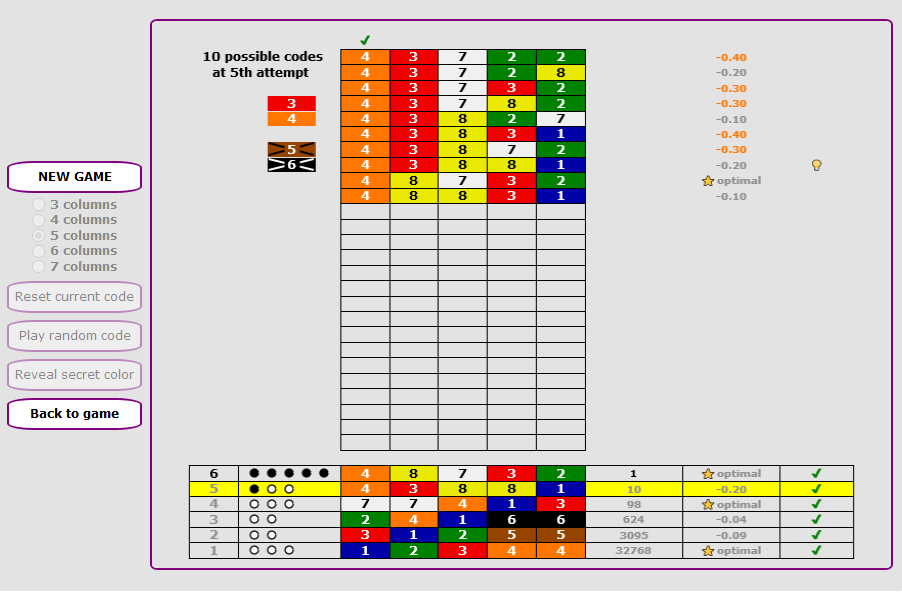 10 possible codes
at 5th attempt
3
4
5
6
4 3 7 2 2 -0.40
4 3 7 2 8 -0.20
4 3 7 3 2 -0.30
4 3 7 8 2 -0.30
4 3 8 2 7 -0.10
4 3 8 3 1 -0.40
4 3 8 7 2 -0.30
4 3 8 8 1 -0.20
4 8 7 3 2 optimal
4 8 8 3 1 -0.10
NEW GAME
3 columns
4 columns
5 columns
6 columns
7 columns
Reset current code
Play random code
Reveal secret color
Back to game
6 4 8 7 3 2 1 optimal
5 4 3 8 8 1 10 -0.20
4 7 7 4 1 3 98 optimal
3 2 4 1 6 6 624 -0.04
2 3 1 2 5 5 3095 -0.09
1 1 2 3 4 4 32768 optimal